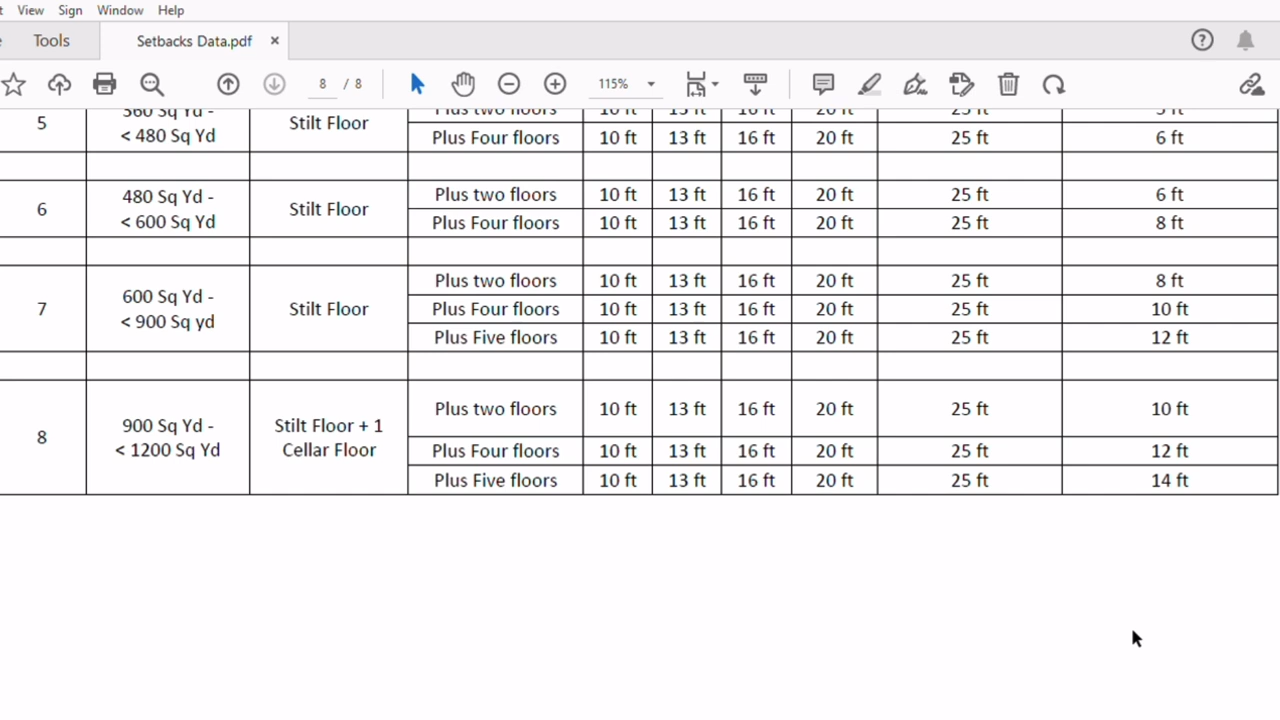 View Sign Window Help
Tools Setbacks Data.pdf ×
8 / 8 115%
5 360 Sq Yd - Stilt Floor Plus two floors 10 ft 13 ft 16 ft 20 ft 25 ft
< 480 Sq Yd Plus Four floors 10 ft 13 ft 16 ft 20 ft 25 ft 6 ft
6 480 Sq Yd - Stilt Floor Plus two floors 10 ft 13 ft 16 ft 20 ft 25 ft 6 ft
< 600 Sq Yd Plus Four floors 10 ft 13 ft 16 ft 20 ft 25 ft 8 ft
Plus two floors 10 ft 13 ft 16 ft 20 ft 25 ft 8 ft
7 600 Sq Yd - Stilt Floor Plus Four floors 10 ft 13 ft 16 ft 20 ft 25 ft 10 ft
< 900 Sq yd Plus Five floors 10 ft 13 ft 16 ft 20 ft 25 ft 12 ft
Plus two floors 10 ft 13 ft 16 ft 20 ft 25 ft 10 ft
8 900 Sq Yd - Stilt Floor + 1
< 1200 Sq Yd Cellar Floor Plus Four floors 10 ft 13 ft 16 ft 20 ft 25 ft 12 ft
Plus Five floors 10 ft 13 ft 16 ft 20 ft 25 ft 14 ft